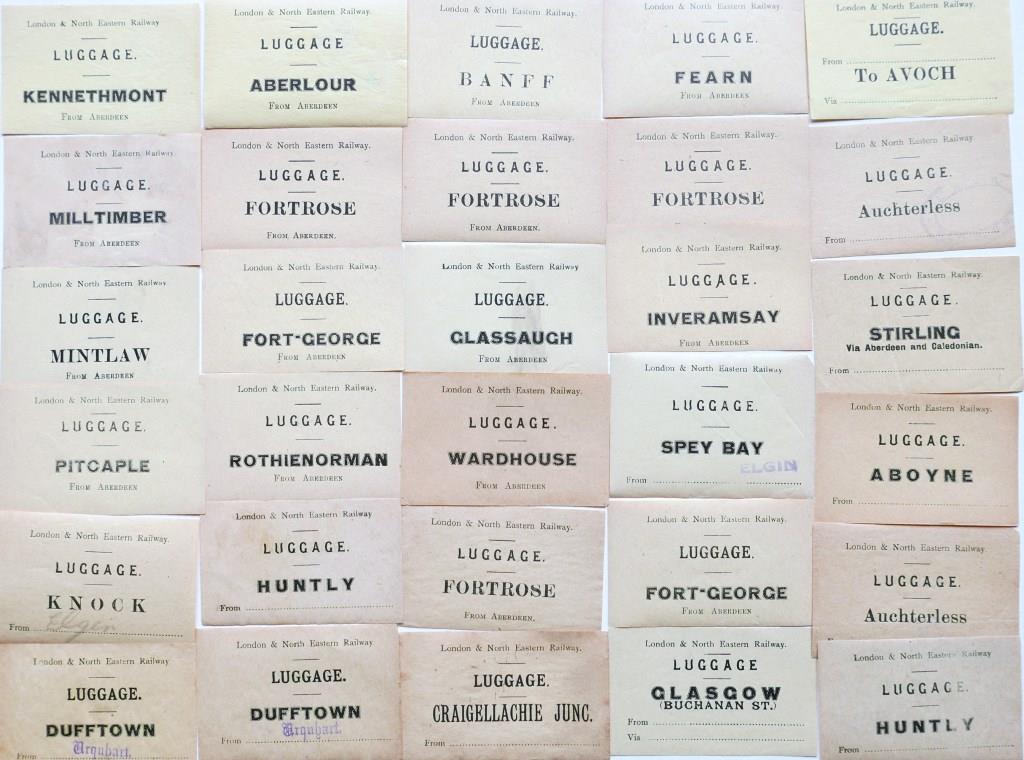 London & North Eastern Railway
LUGGAGE.
KENNETHMONT
From Aberdeen
London & North Eastern Railway.
LUGGAGE
ABERLOUR
From Aberdeen
London & North Eastern Railway.
LUGGAGE.
BANFF
From Aberdeen
London & North Eastern Railway.
LUGGAGE.
FEARN
From Aberdeen
London & North Eastern Railway.
LUGGAGE.
From
To AVOCH
Via
London & North Eastern Railway.
LUGGAGE.
MILLTIMBER
From Aberdeen
London & North Eastern Railway.
LUGGAGE.
FORTROSE
From Aberdeen.
London & North Eastern Railway.
LUGGAGE.
FORTROSE
From Aberdeen.
London & North Eastern Railway.
LUGGAGE.
FORTROSE
London & North Eastern Railway.
LUGGAGE.
Auchterless
From
London & North Eastern Railway.
LUGGAGE.
MINTLAW
From Aberdeen
London & North Eastern Railway.
LUGGAGE.
FORT-GEORGE
From Aberdeen
London & North Eastern Railway
LUGGAGE.
GLASSAUGH
From Aberdeen
London & North Eastern Railway.
LUGGAGE.
INVERAMSAY
From Aberdeen
London & North Eastern Railway.
LUGGAGE.
STIRLING
Via Aberdeen and Caledonian.
From
London & North Eastern Railway.
LUGGAGE.
PITCAPLE
From Aberdeen
London & North Eastern Railway.
LUGGAGE.
ROTHIENORMAN
From Aberdeen
London & North Eastern Railway.
LUGGAGE.
WARDHOUSE
From Aberdeen
London & North Eastern Railway.
LUGGAGE.
SPEY BAY
ELGIN
From
London & North Eastern Railway.
LUGGAGE.
ABOYNE
From
London & North Eastern Railway.
LUGGAGE.
KNOCK
From Elgin
London & North Eastern Railway
LUGGAGE.
HUNTLY
From
London & North Eastern Railway.
LUGGAGE.
FORTROSE
From Aberdeen.
London & North Eastern Railway.
LUGGAGE.
FORT-GEORGE
From Aberdeen
London & North Eastern Railway.
LUGGAGE.
Auchterless
London & North Eastern Railway
LUGGAGE.
DUFFTOWN
Urquhart.
From
London & North Eastern Railway.
LUGGAGE.
DUFFTOWN
Urquhart.
From
London & North Eastern Railway.
LUGGAGE.
CRAIGELLACHIE JUNC.
From
London & North Eastern Railway.
LUGGAGE
GLASGOW
(BUCHANAN ST.)
From
Via
London & North Eastern Railway
LUGGAGE.
HUNTLY
From